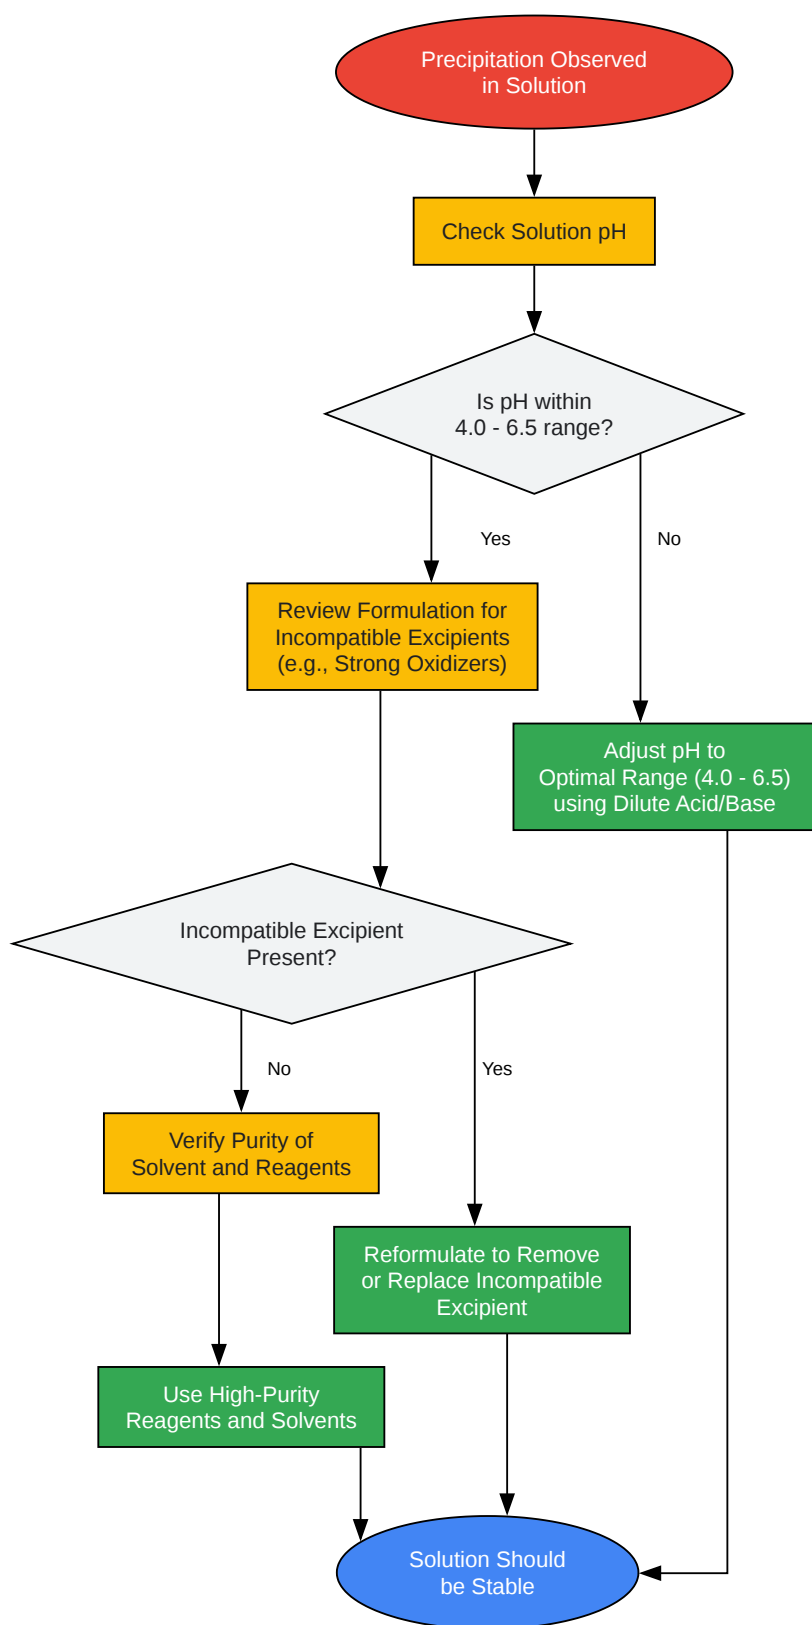 Precipitation Observed
in Solution
Check Solution pH
Is pH within
4.0 - 6.5 range?
Yes
No
Review Formulation for
Incompatible Excipients
(e.g., Strong Oxidizers)
Adjust pH to
Optimal Range (4.0 - 6.5)
using Dilute Acid/Base
Incompatible Excipient
Present?
No
Yes
Verify Purity of
Solvent and Reagents
Reformulate to Remove
or Replace Incompatible
Excipient
Use High-Purity
Reagents and Solvents
Solution Should
be Stable